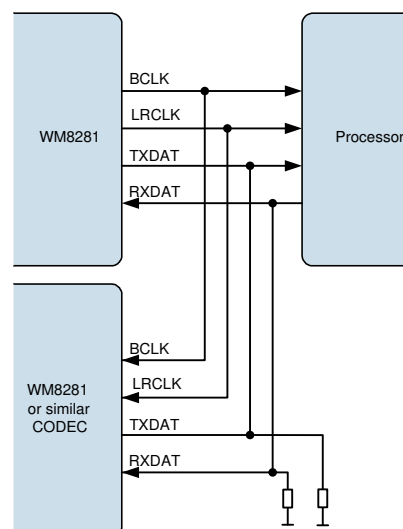 BCLK
LRCLK
WM8281
Processor
TXDAT
RXDAT
BCLK
LRCLK
WM8281
or similar
CODEC
TXDAT
RXDAT